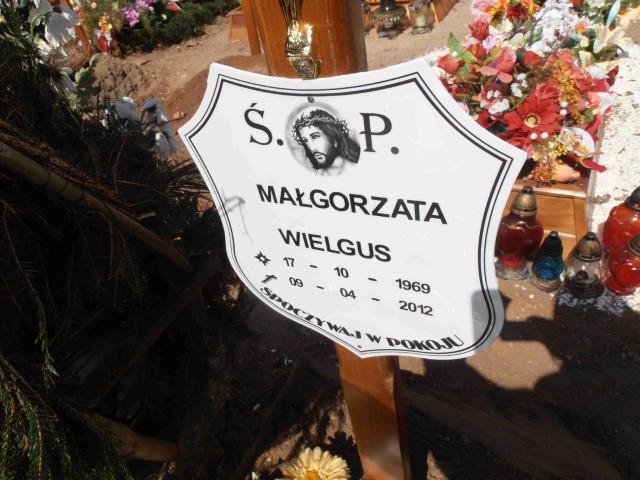 Ś. P.
MAŁGORZATA
WIELGUS
17 - 10 - 1969
09 - 04 - 2012
SPOCZYWAJ W POKOJU